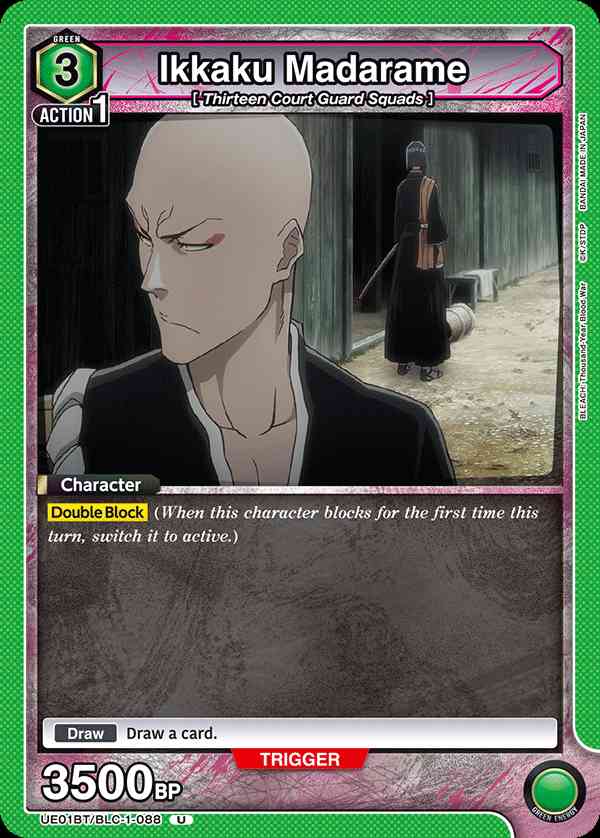 GREEN
3
ACTION 1
Ikkaku Madarame
[ Thirteen Court Guard Squads ]
BLEACH: Thousand-Year Blood War ©K/STDP BANDAI MADE IN JAPAN
Character
Double Block (When this character blocks for the first time this
turn, switch it to active.)
Draw Draw a card.
TRIGGER
3500 BP
GREEN ENERGY
UE01BT/BLC-1-088 U